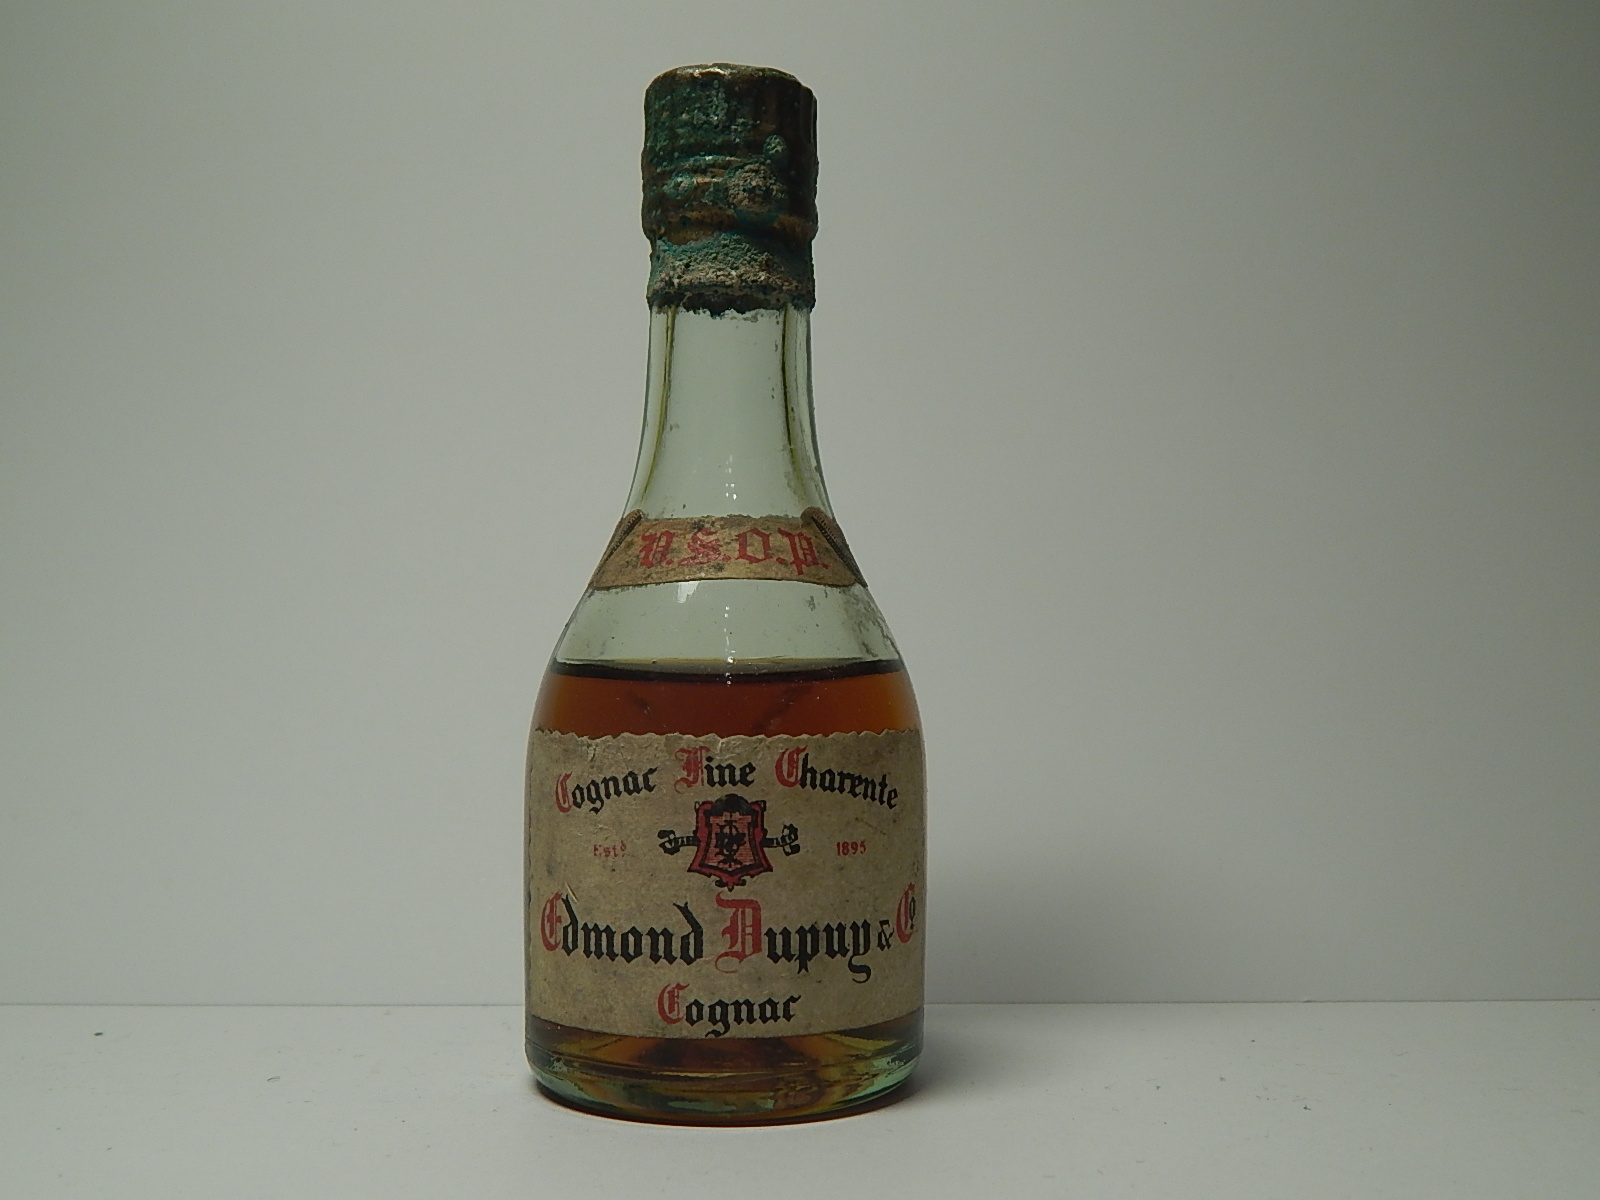 V.S.O.P.
Cognac Fine Charente
Estd 1895
Edmond Dupuy & Co
Cognac